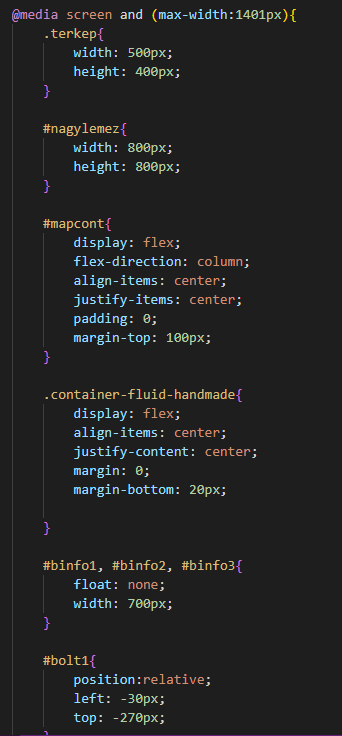 @media screen and (max-width:1401px){
    .terkep{
        width: 500px;
        height: 400px;
    }

    #nagylemez{
        width: 800px;
        height: 800px;
    }

    #mapcont{
        display: flex;
        flex-direction: column;
        align-items: center;
        justify-items: center;
        padding: 0;
        margin-top: 100px;
    }

    .container-fluid-handmade{
        display: flex;
        align-items: center;
        justify-content: center;
        margin: 0;
        margin-bottom: 20px;

    }

    #binfo1, #binfo2, #binfo3{
        float: none;
        width: 700px;
    }

    #bolt1{
        position:relative;
        left: -30px;
        top: -270px;
    }